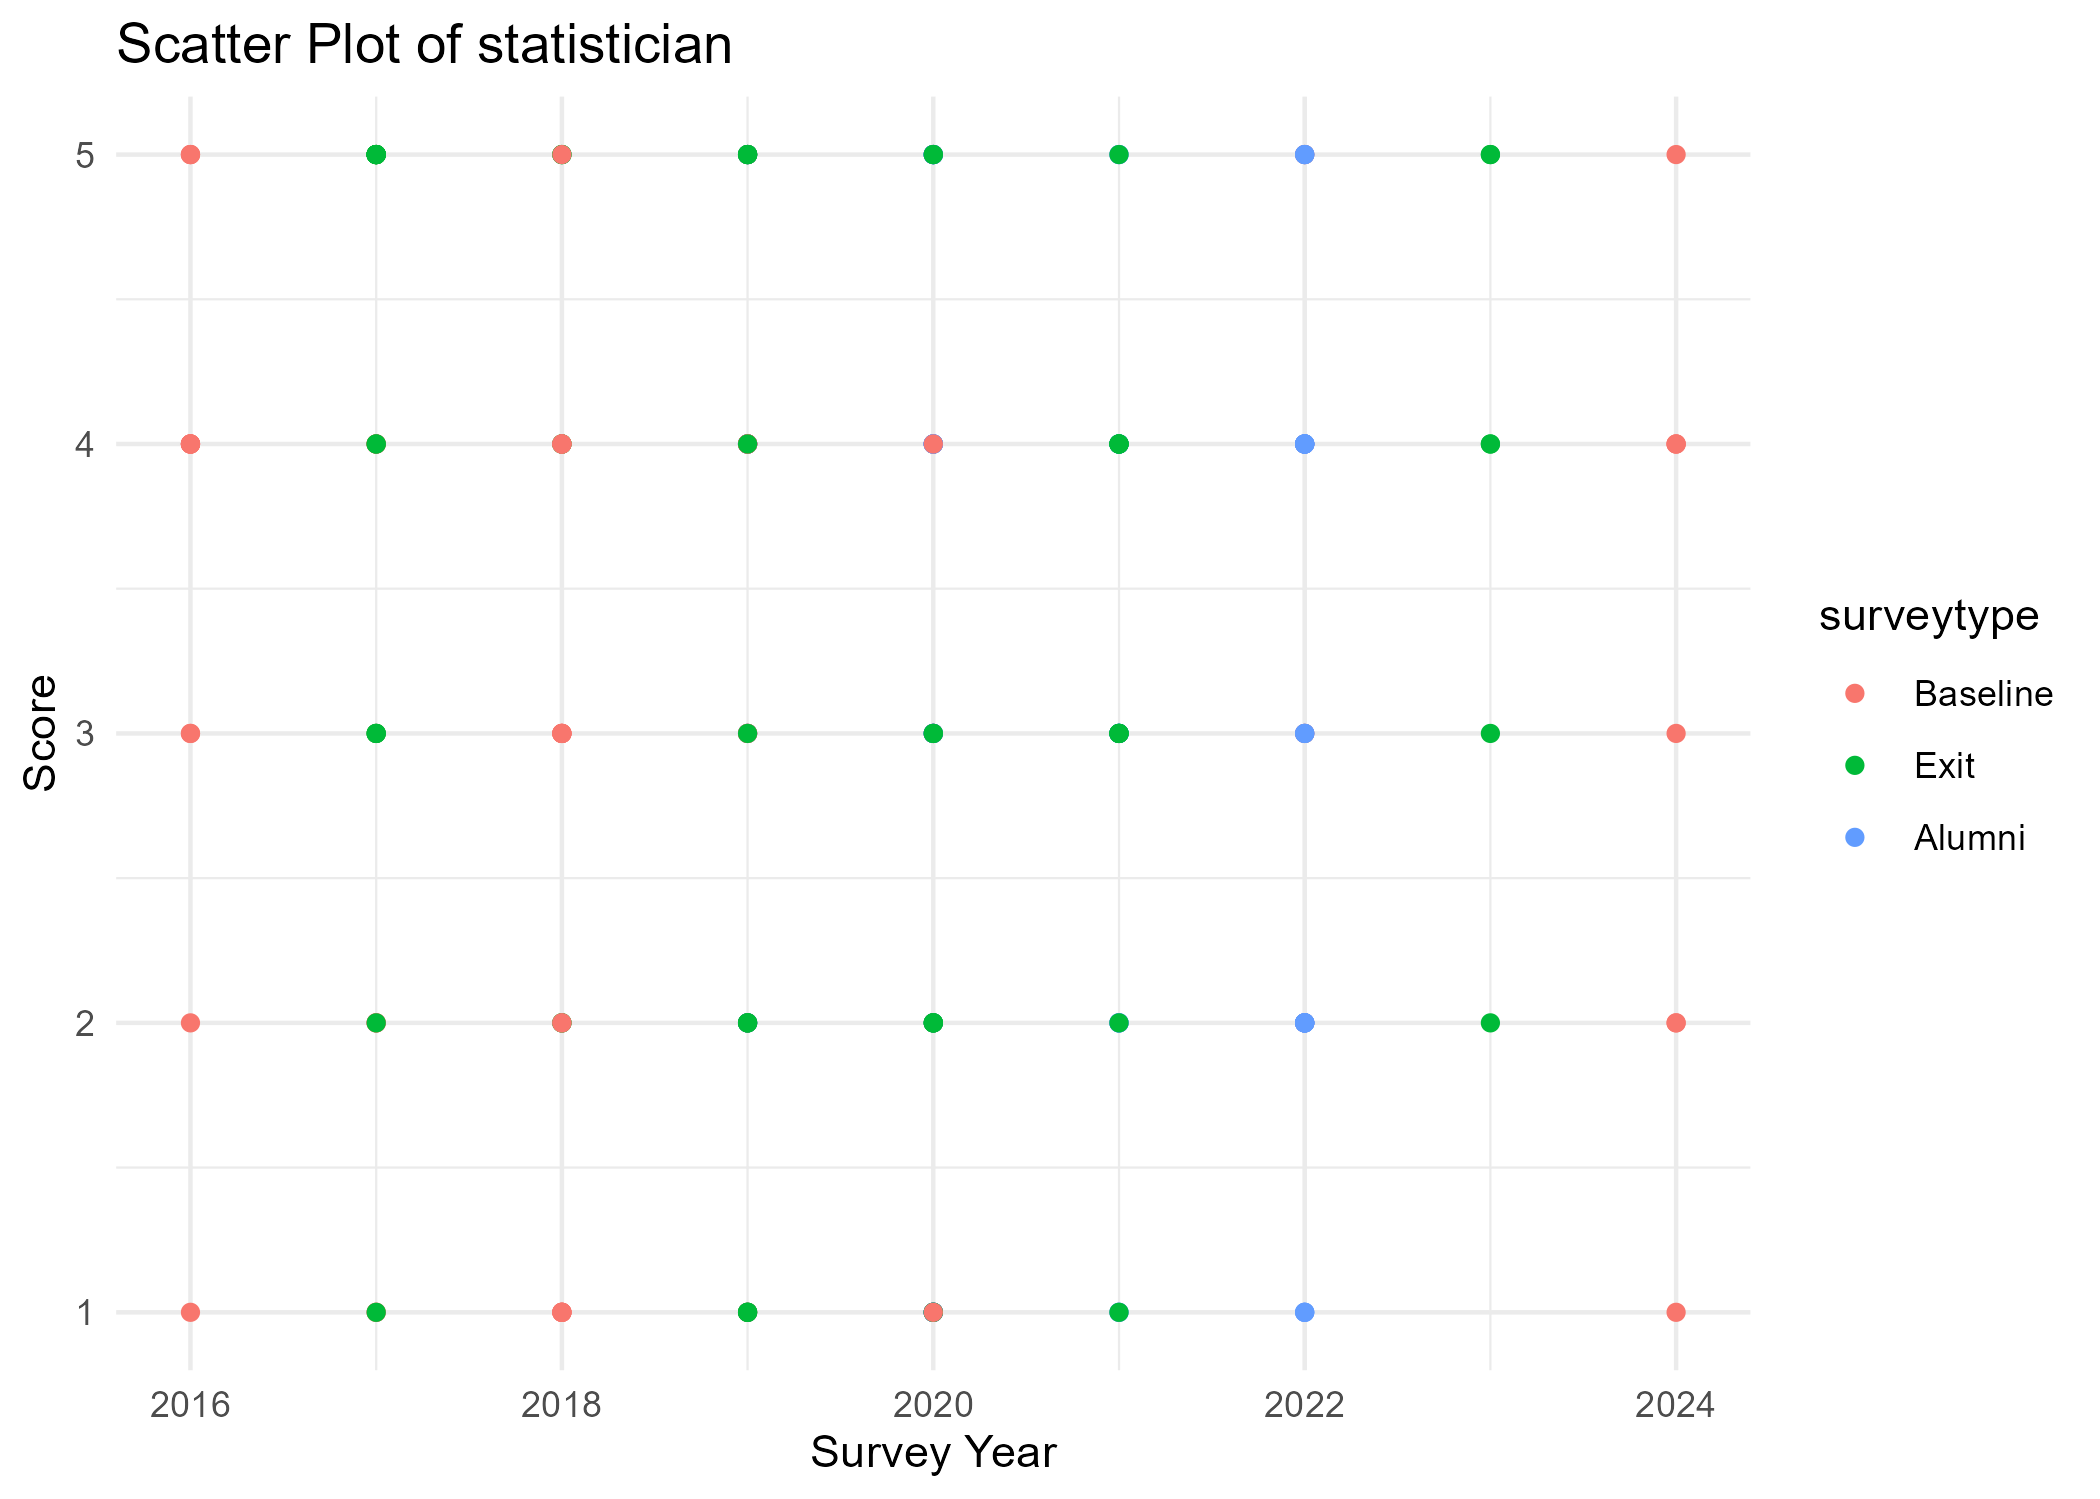 Scatter Plot of statistician
5
4
3
2
1
Score
2016 2018 2020 2022 2024
Survey Year
surveytype
Baseline
Exit
Alumni